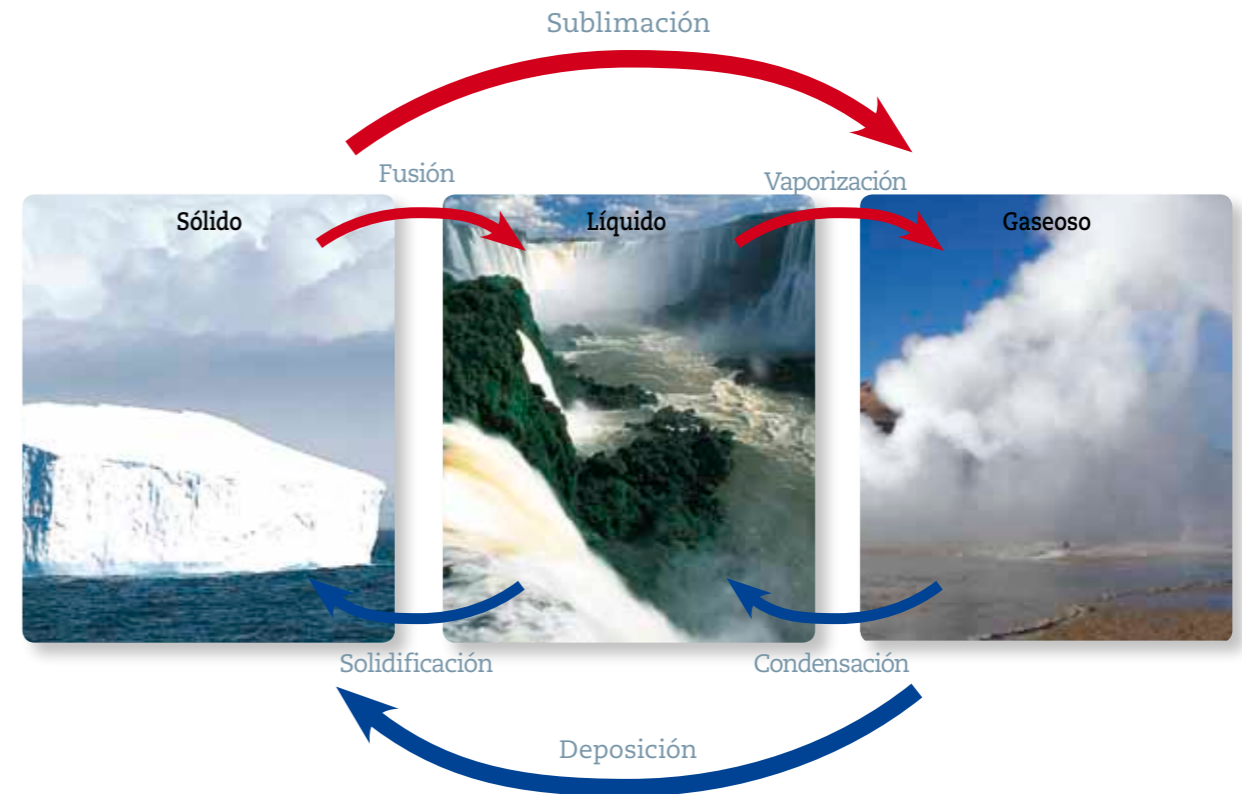 Sublimación
Fusión
Vaporización
Sólido
Líquido
Gaseoso
Solidificación
Condensación
Deposición